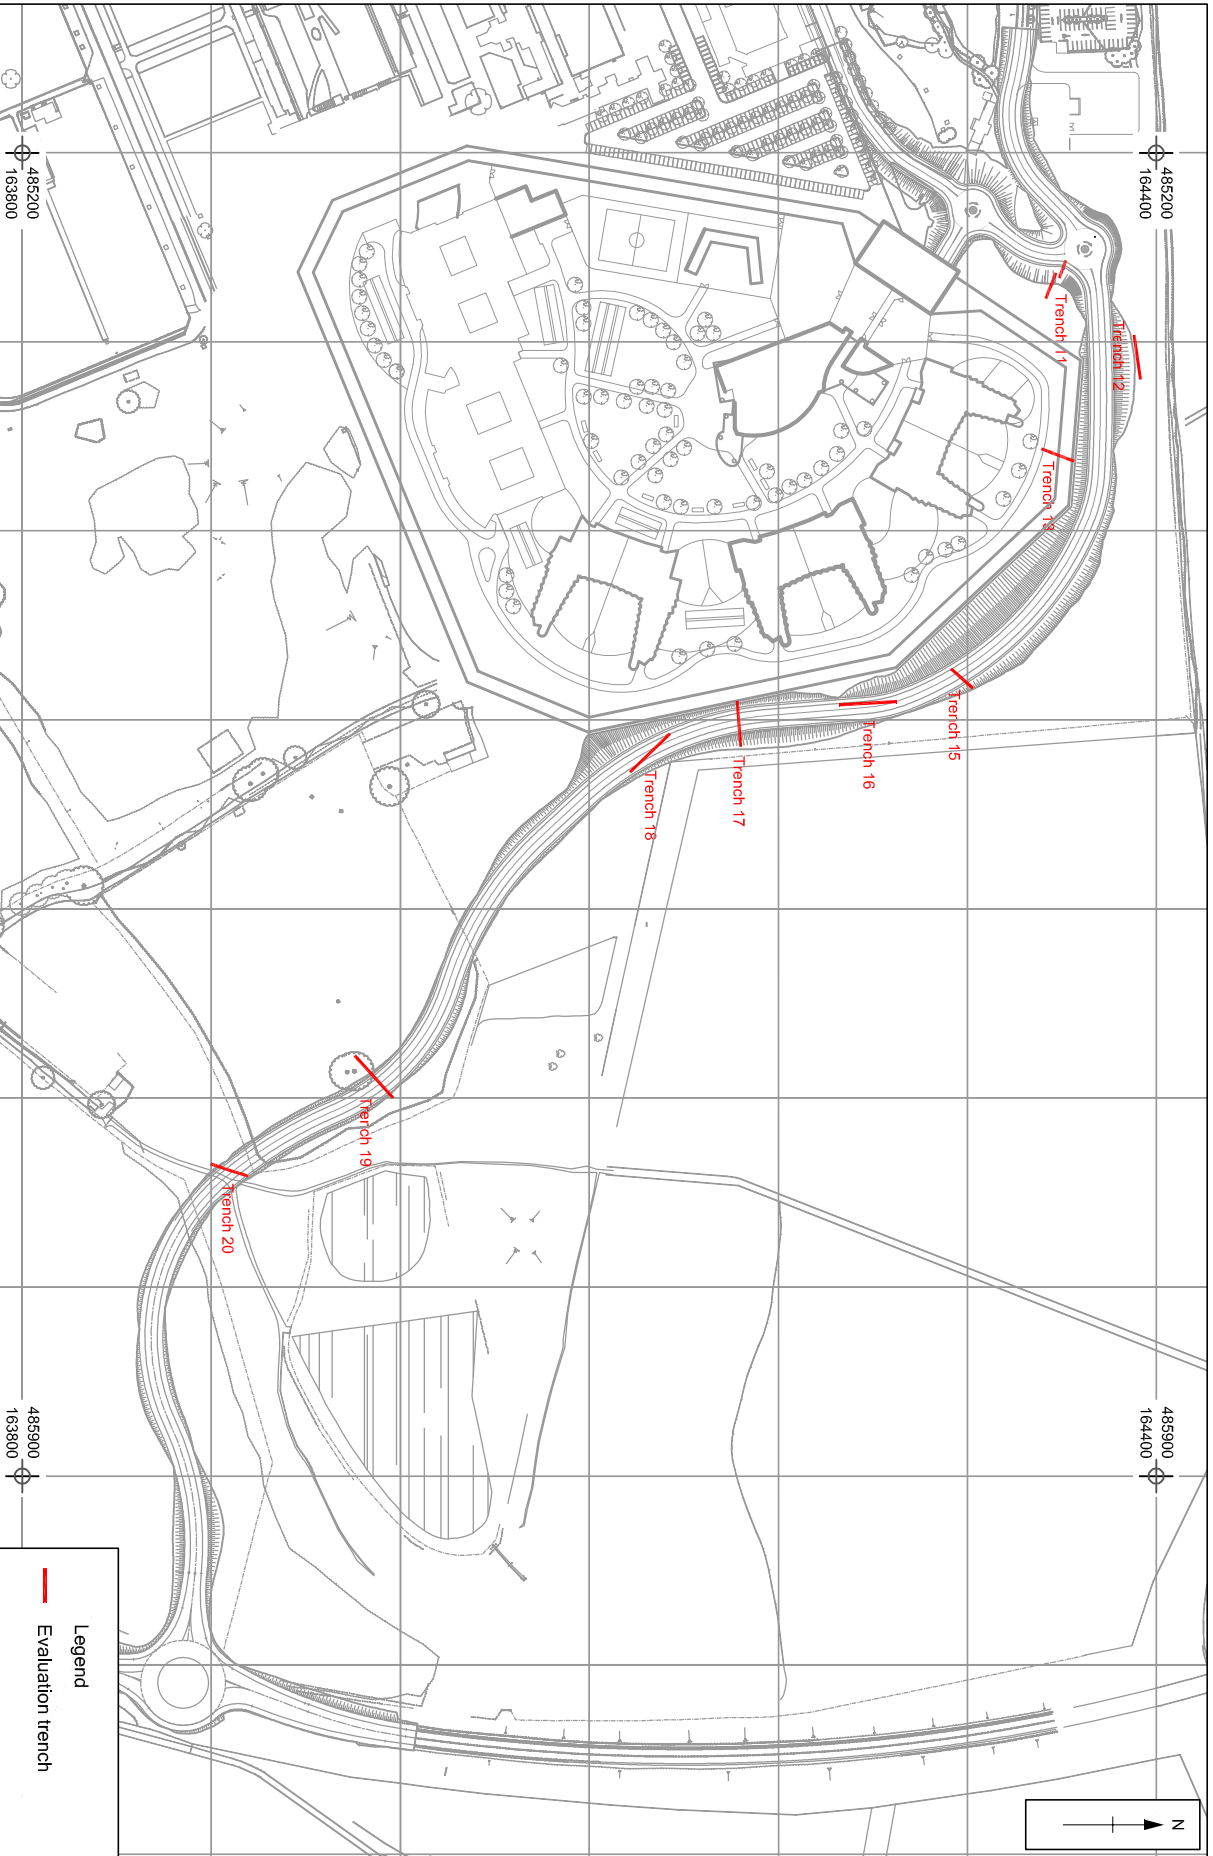 485200
164400
485900
164400
N
Trench 12
Trench 11
Trench 13
Trench 15
Trench 16
Trench 17
Trench 18
Trench 19
Trench 20
485200
163800
485900
163800
Legend
Evaluation trench